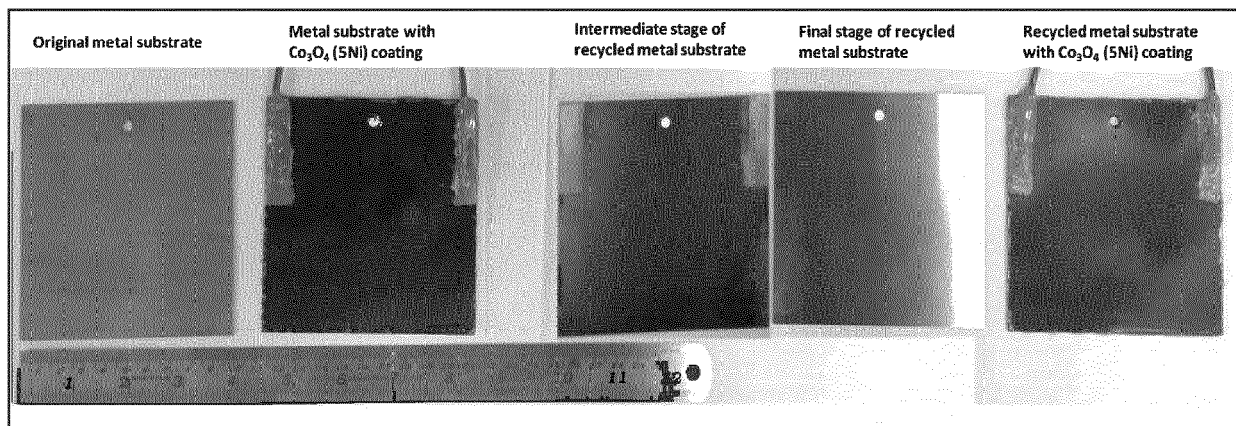 Original metal substrate
Metal substrate with
Co₃O₄ (5Ni) coating
Intermediate stage of
recycled metal substrate
Final stage of recycled
metal substrate
Recycled metal substrate
with Co₃O₄ (5Ni) coating
1 2 3 11